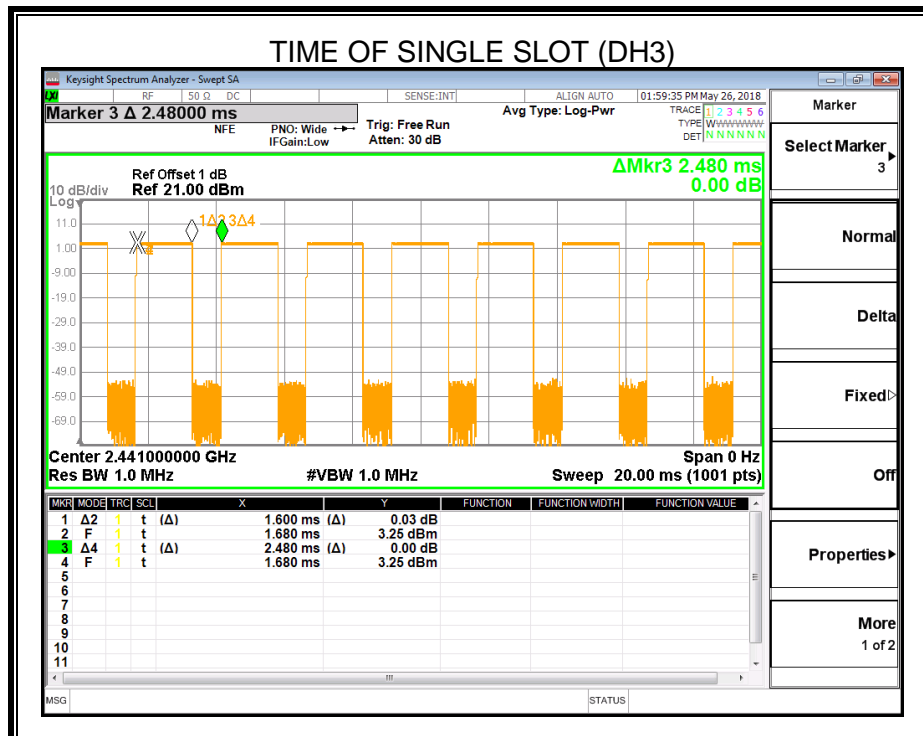 TIME OF SINGLE SLOT (DH3)
Keysight Spectrum Analyzer - Swept SA
LXI RF 50 Ω DC SENSE:INT ALIGN AUTO 01:59:35 PM May 26, 2018
Marker 3 Δ 2.48000 ms
NFE
PNO: Wide
IFGain:Low
Trig: Free Run
Atten: 30 dB
Avg Type: Log-Pwr
TRACE 1 2 3 4 5 6
TYPE WWWWWW
DET N N N N N N
Marker
Select Marker
3
Normal
Delta
Fixed
Off
Properties
More
1 of 2
ΔMkr3 2.480 ms
0.00 dB
Ref Offset 1 dB
10 dB/div Ref 21.00 dBm
Log
1Δ2 3Δ4
11.0
1.00
-9.00
-19.0
-29.0
-39.0
-49.0
-59.0
-69.0
Center 2.441000000 GHz Span 0 Hz
Res BW 1.0 MHz #VBW 1.0 MHz Sweep 20.00 ms (1001 pts)
MKR MODE TRC SCL X Y FUNCTION FUNCTION WIDTH FUNCTION VALUE
1 Δ2 1 t (Δ) 1.600 ms (Δ) 0.03 dB
2 F 1 t 1.680 ms 3.25 dBm
3 Δ4 1 t (Δ) 2.480 ms (Δ) 0.00 dB
4 F 1 t 1.680 ms 3.25 dBm
5
6
7
8
9
10
11
MSG STATUS